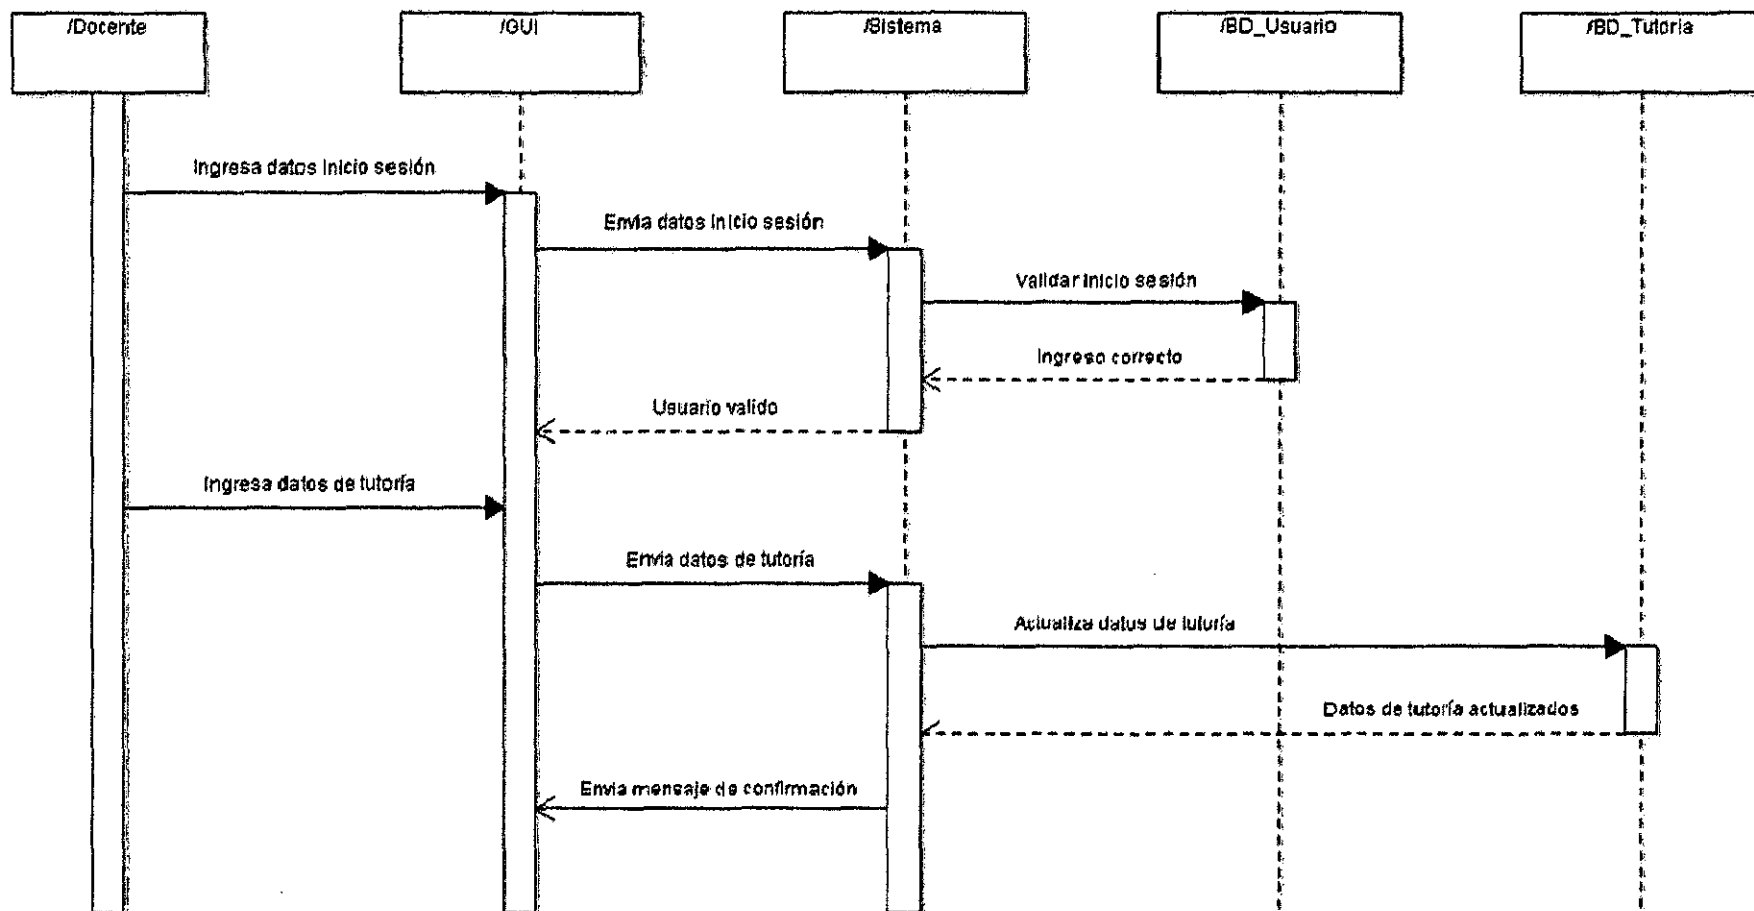 /Docente
/GUI
/Sistema
/BD_Usuario
/BD_Tutoria
Ingresa datos inicio sesión
Envia datos inicio sesión
Validar inicio sesión
Ingreso correcto
Usuario valido
Ingresa datos de tutoría
Envia datos de tutoría
Actualiza datos de tutoría
Datos de tutoría actualizados
Envia mensaje de confirmación